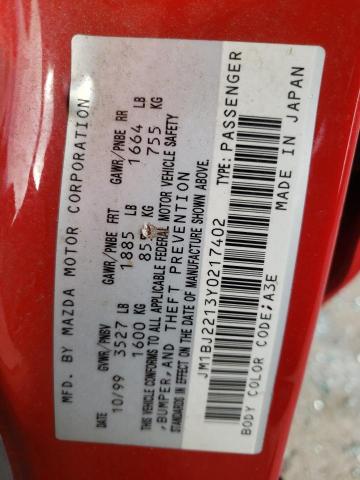 MFD. BY MAZDA MOTOR CORPORATION
GVWR/PNBV GAWR/PNBE FRT GAWR/PNBE RR
10/99 3527 LB 1885 LB 1664 LB
1600 KG 855 KG 755 KG
THIS VEHICLE CONFORMS TO ALL APPLICABLE FEDERAL MOTOR VEHICLE SAFETY
, BUMPER, AND THEFT PREVENTION
STANDARDS IN EFFECT ON THE DATE OF MANUFACTURE SHOWN ABOVE.
JM1BJ2213Y0217402 TYPE: PASSENGER
BODY COLOR CODE; A3E MADE IN JAPAN